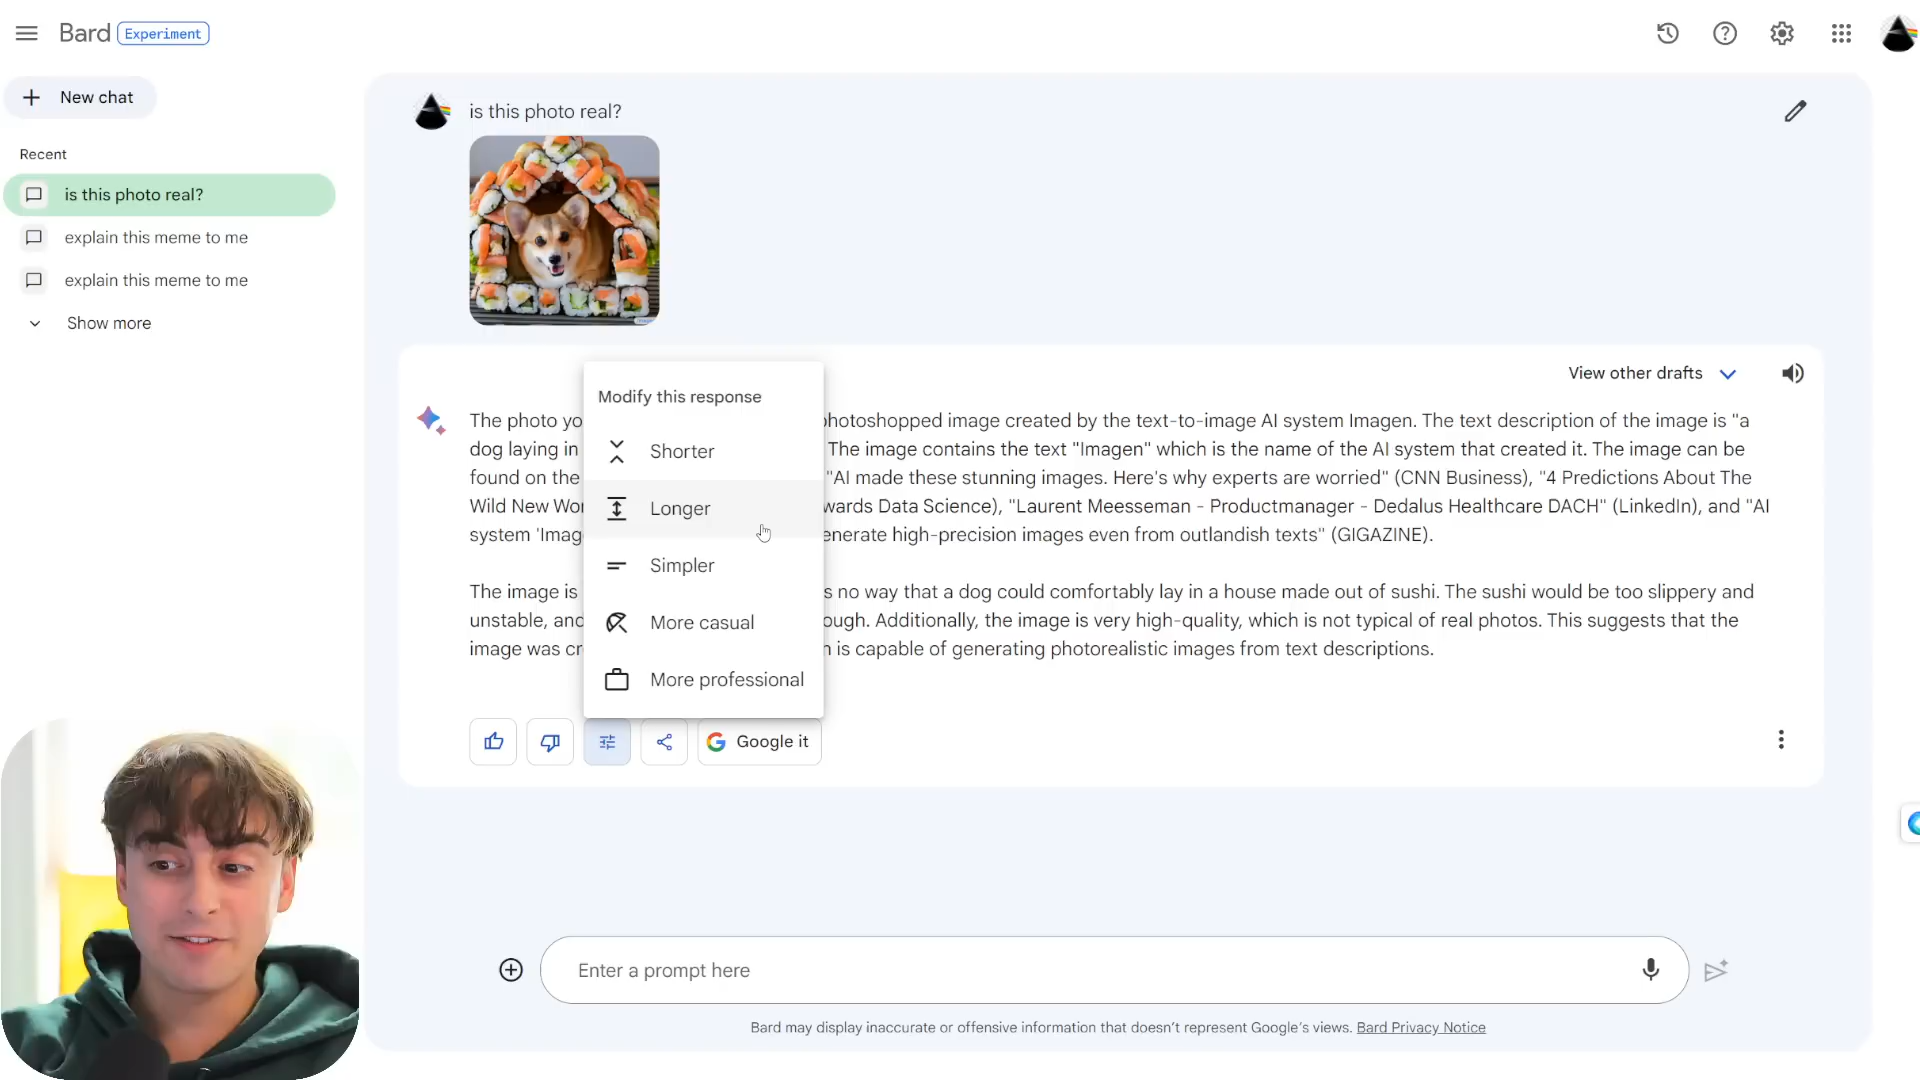 Bard Experiment
New chat
Recent
is this photo real?
explain this meme to me
explain this meme to me
Show more
is this photo real?
View other drafts
Modify this response
Shorter
Longer
Simpler
More casual
More professional
The photo photoshopped image created by the text-to-image AI system Imagen. The text description of the image is "a
dog laying in The image contains the text "Imagen" which is the name of the AI system that created it. The image can be
found on the "AI made these stunning images. Here's why experts are worried" (CNN Business), "4 Predictions About The
Wild Data Science), "Laurent Meesseman - Productmanager - Dedalus Healthcare DACH" (LinkedIn), and "AI
system high-precision images even from outlandish texts" (GIGAZINE).
The image is no way that a dog could comfortably lay in a house made out of sushi. The sushi would be too slippery and
unstable, Additionally, the image is very high-quality, which is not typical of real photos. This suggests that the
image was is capable of generating photorealistic images from text descriptions.
Google it
Enter a prompt here
Bard may display inaccurate or offensive information that doesn't represent Google's views. Bard Privacy Notice